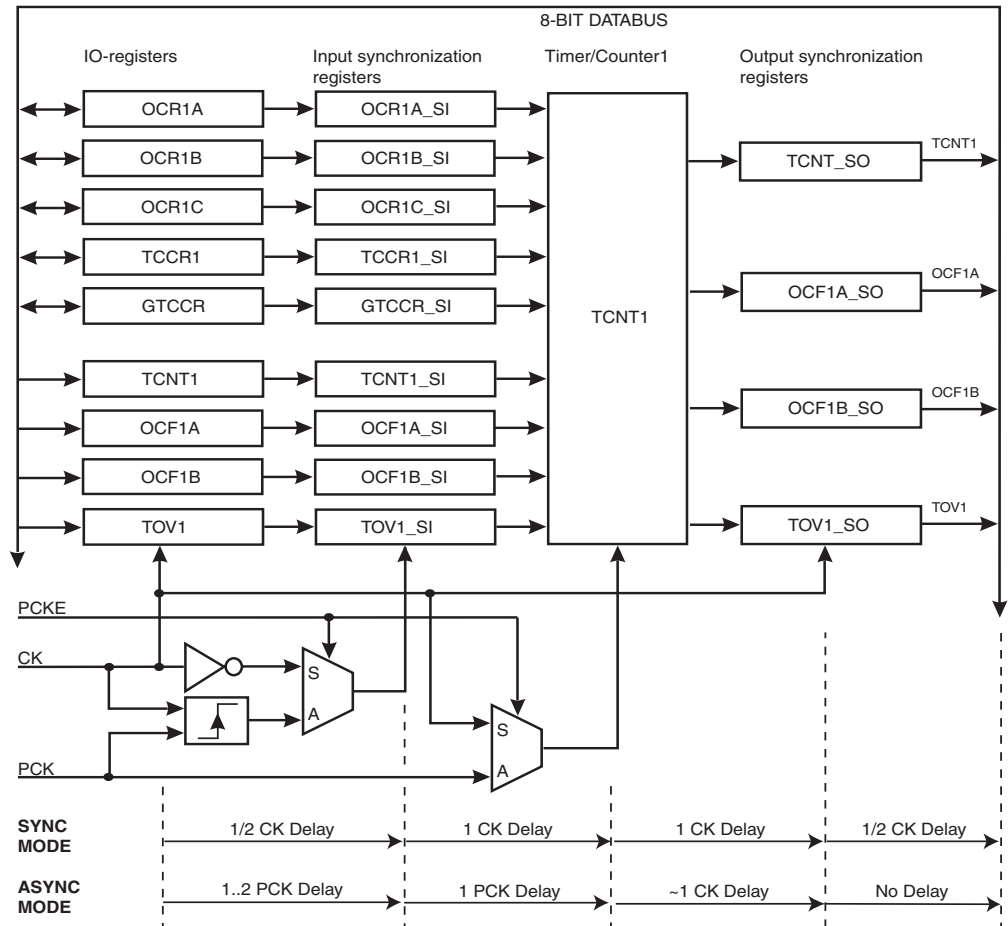 8-BIT DATABUS
IO-registers
Input synchronization
registers
Timer/Counter1
Output synchronization
registers
OCR1A
OCR1A_SI
OCR1B
OCR1B_SI
OCR1C
OCR1C_SI
TCCR1
TCCR1_SI
GTCCR
GTCCR_SI
TCNT1
TCNT1_SI
OCF1A
OCF1A_SI
OCF1B
OCF1B_SI
TOV1
TOV1_SI
TCNT1
TCNT_SO
TCNT1
OCF1A_SO
OCF1A
OCF1B_SO
OCF1B
TOV1_SO
TOV1
PCKE
CK
S
A
S
A
PCK
SYNC
MODE
1/2 CK Delay
1 CK Delay
1 CK Delay
1/2 CK Delay
ASYNC
MODE
1..2 PCK Delay
1 PCK Delay
~1 CK Delay
No Delay